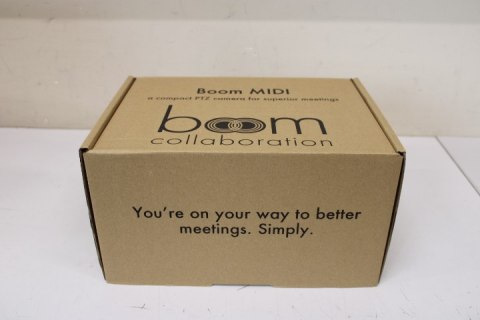 Boom MIDI
a compact PTZ camera for superior meetings
boom
collaboration
You're on your way to better
meetings. Simply.